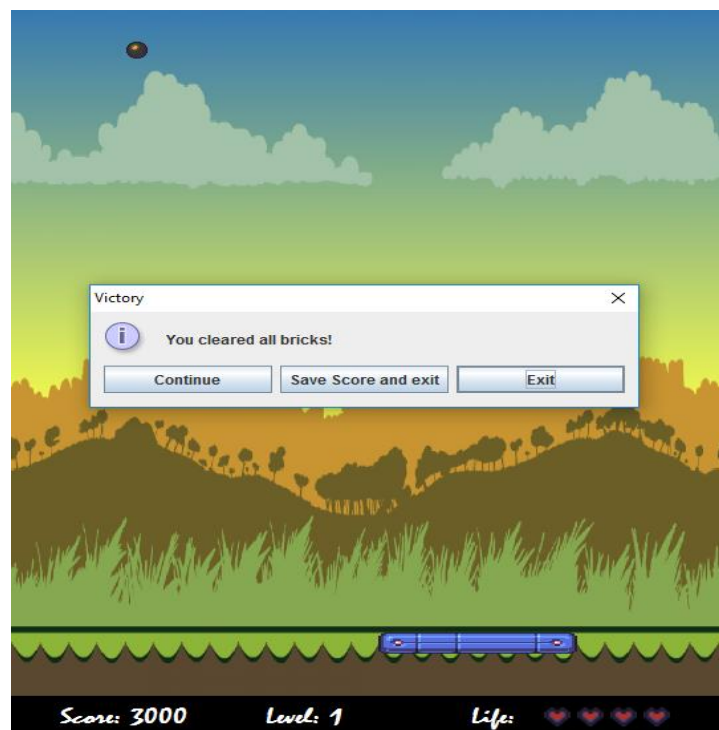 Victory
You cleared all bricks!
Continue Save Score and exit Exit
Score: 3000 Level: 1 Life: